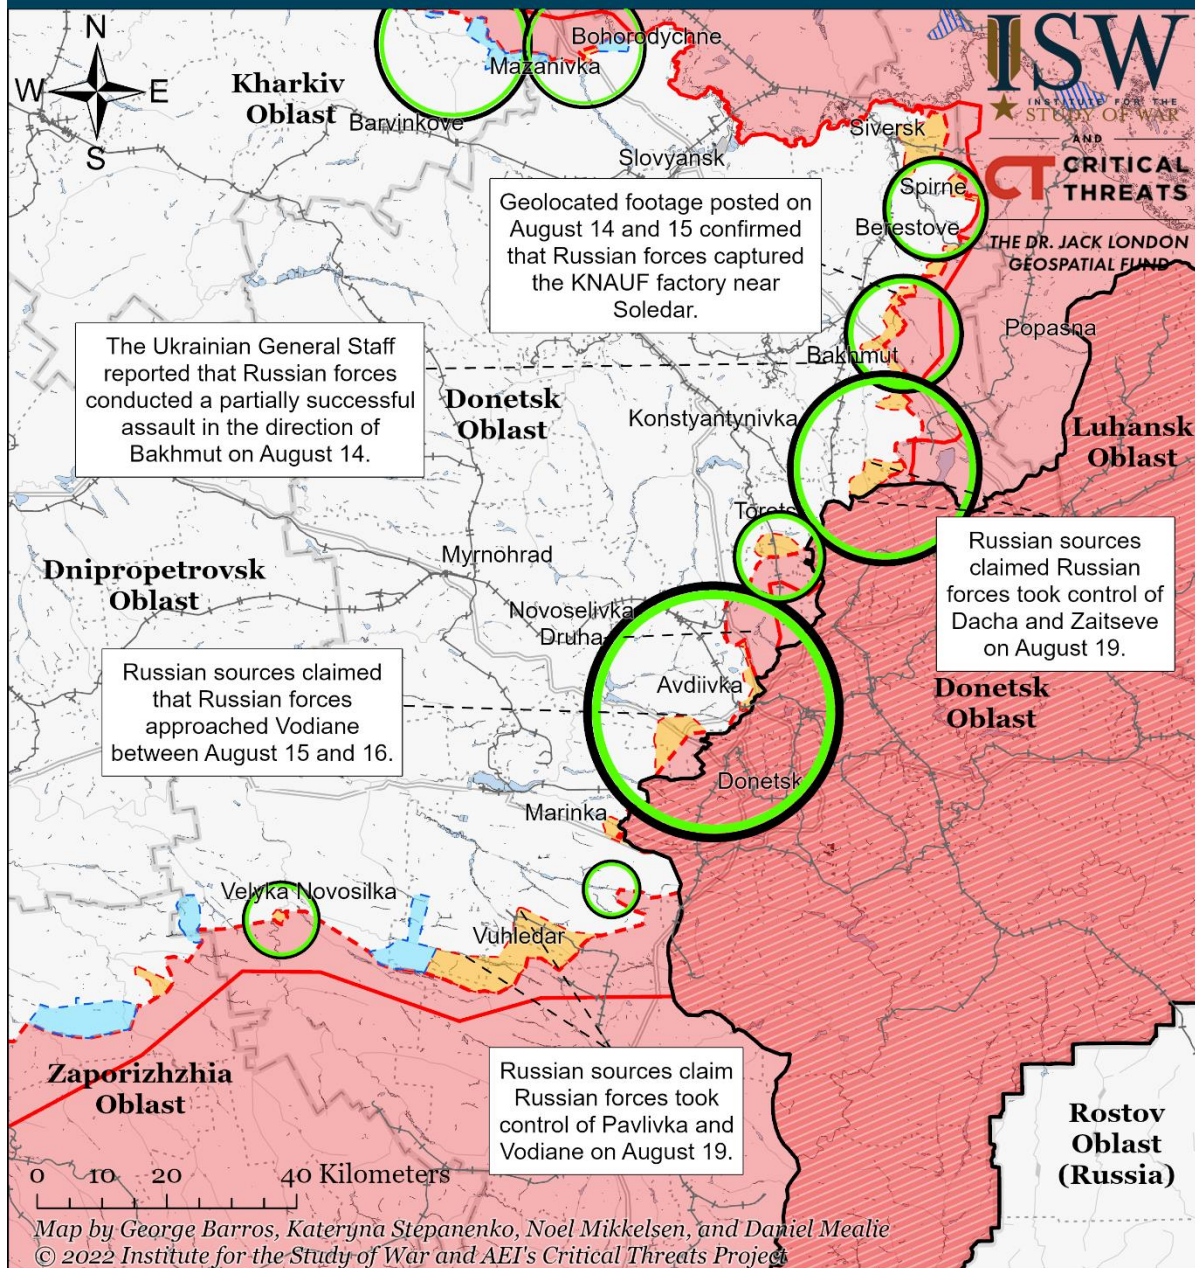 N
W
E
S
Kharkiv
Oblast
Bohorodychne
Mazanivka
Barvinkove
Slovyansk
Siversk
Spirne
Berestove
ISW
INSTITUTE FOR THE
STUDY OF WAR
AND
CT CRITICAL
THREATS
THE DR. JACK LONDON
GEOSPATIAL FUND
Geolocated footage posted on
August 14 and 15 confirmed
that Russian forces captured
the KNAUF factory near
Soledar.
Popasna
Bakhmut
The Ukrainian General Staff
reported that Russian forces
conducted a partially successful
assault in the direction of
Bakhmut on August 14.
Donetsk
Oblast
Konstyantynivka
Luhansk
Oblast
Torets
Russian sources
claimed Russian
forces took control of
Dacha and Zaitseve
on August 19.
Myrnohrad
Dnipropetrovsk
Oblast
Novoselivka
Druha
Russian sources claimed
that Russian forces
approached Vodiane
between August 15 and 16.
Avdiivka
Donetsk
Oblast
Donetsk
Marinka
Velyka Novosilka
Vuhledar
Russian sources claim
Russian forces took
control of Pavlivka and
Vodiane on August 19.
Zaporizhzhia
Oblast
Rostov
Oblast
(Russia)
0 10 20 40 Kilometers
Map by George Barros, Kateryna Stepanenko, Noel Mikkelsen, and Daniel Mealie
© 2022 Institute for the Study of War and AEI's Critical Threats Project